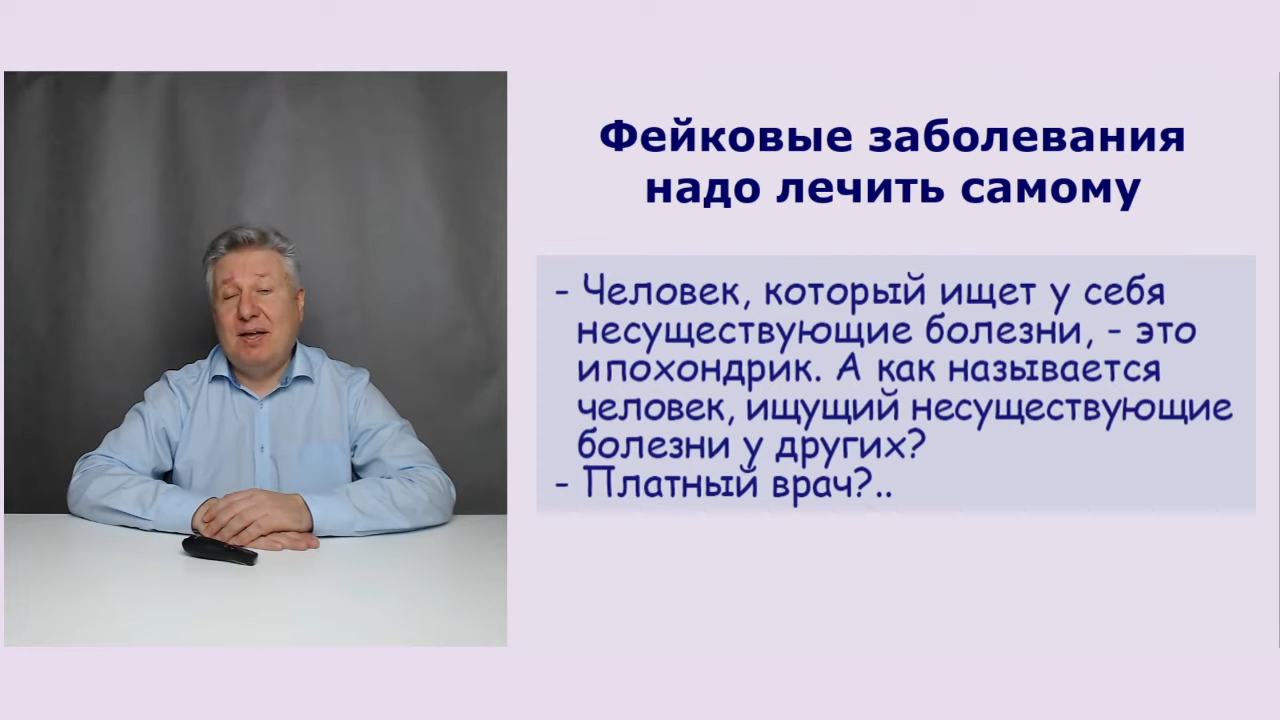 Фейковые заболевания
надо лечить самому
- Человек, который ищет у себя
несуществующие болезни, - это
ипохондрик. А как называется
человек, ищущий несуществующие
болезни у других?
- Платный врач?..